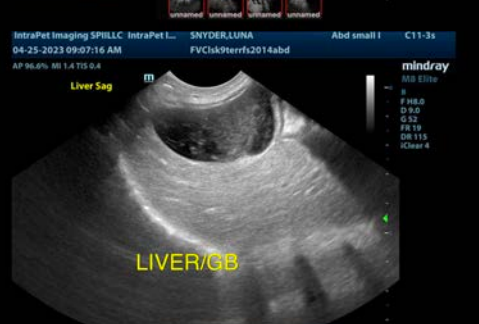 unnamed unnamed unnamed unnamed
IntraPet Imaging SPIILLC IntraPet I... SNYDER,LUNA Abd small I C11-3s
04-25-2023 09:07:16 AM FVClsk9terrfs2014abd
AP 96.6% MI 1.4 TIS 0.4
mindray
M8 Elite
m
Liver Sag
B
F H8.0
D 9.0
G 52
FR 19
DR 115
iClear 4
LIVER/GB